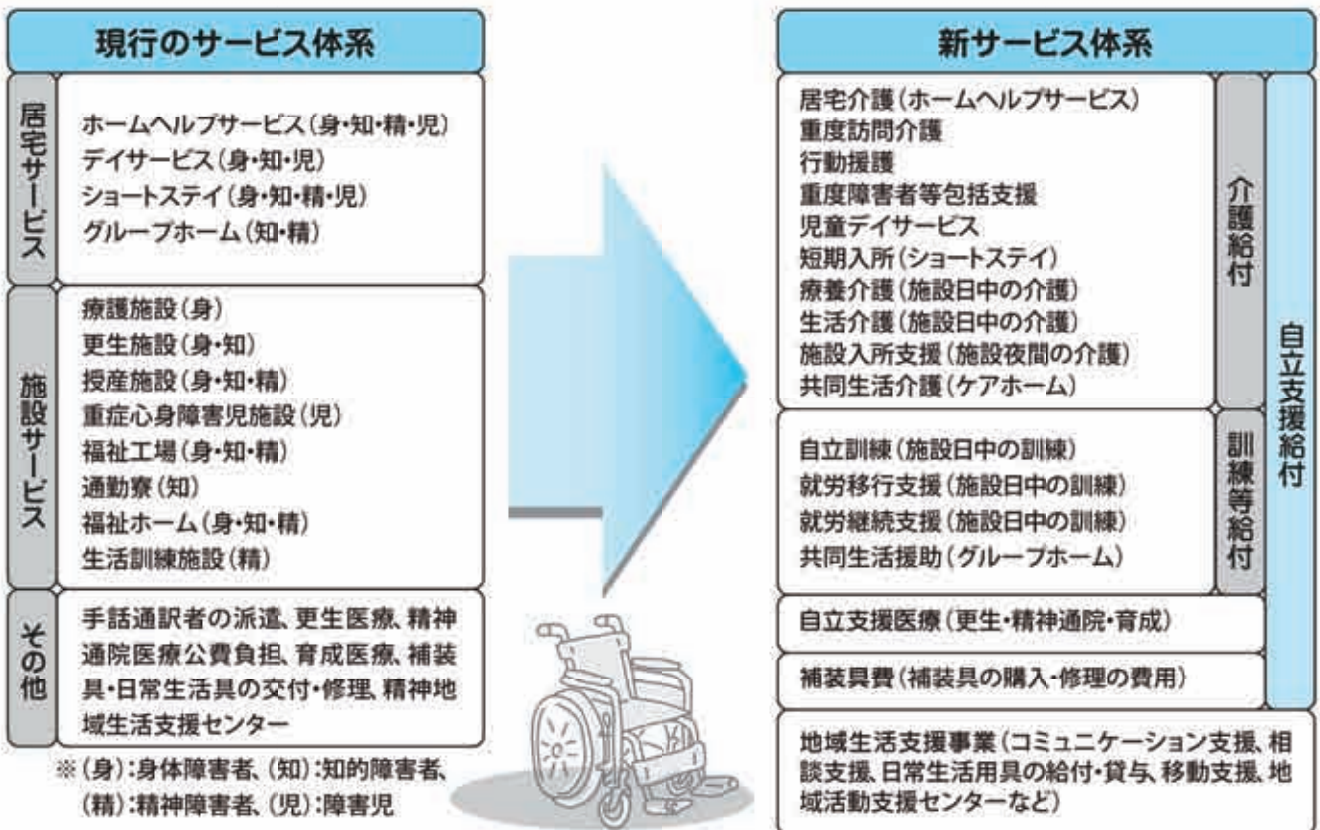 現行のサービス体系
居宅サービス
ホームヘルプサービス(身・知・精・児)
デイサービス(身・知・児)
ショートステイ(身・知・精・児)
グループホーム(知・精)
施設サービス
療護施設(身)
更生施設(身・知)
授産施設(身・知・精)
重症心身障害児施設(児)
福祉工場(身・知・精)
通勤寮(知)
福祉ホーム(身・知・精)
生活訓練施設(精)
その他
手話通訳者の派遣、更生医療、精神
通院医療公費負担、育成医療、補装
具・日常生活具の交付・修理、精神地
域生活支援センター
※(身):身体障害者、(知):知的障害者、
(精):精神障害者、(児):障害児
新サービス体系
居宅介護(ホームヘルプサービス)
重度訪問介護
行動援護
重度障害者等包括支援
児童デイサービス
短期入所(ショートステイ)
療養介護(施設日中の介護)
生活介護(施設日中の介護)
施設入所支援(施設夜間の介護)
共同生活介護(ケアホーム)
介護給付
自立訓練(施設日中の訓練)
就労移行支援(施設日中の訓練)
就労継続支援(施設日中の訓練)
共同生活援助(グループホーム)
訓練等給付
自立支援医療(更生・精神通院・育成)
補装具費(補装具の購入・修理の費用)
自立支援給付
地域生活支援事業(コミュニケーション支援、相
談支援、日常生活用具の給付・貸与、移動支援、地
域活動支援センターなど)